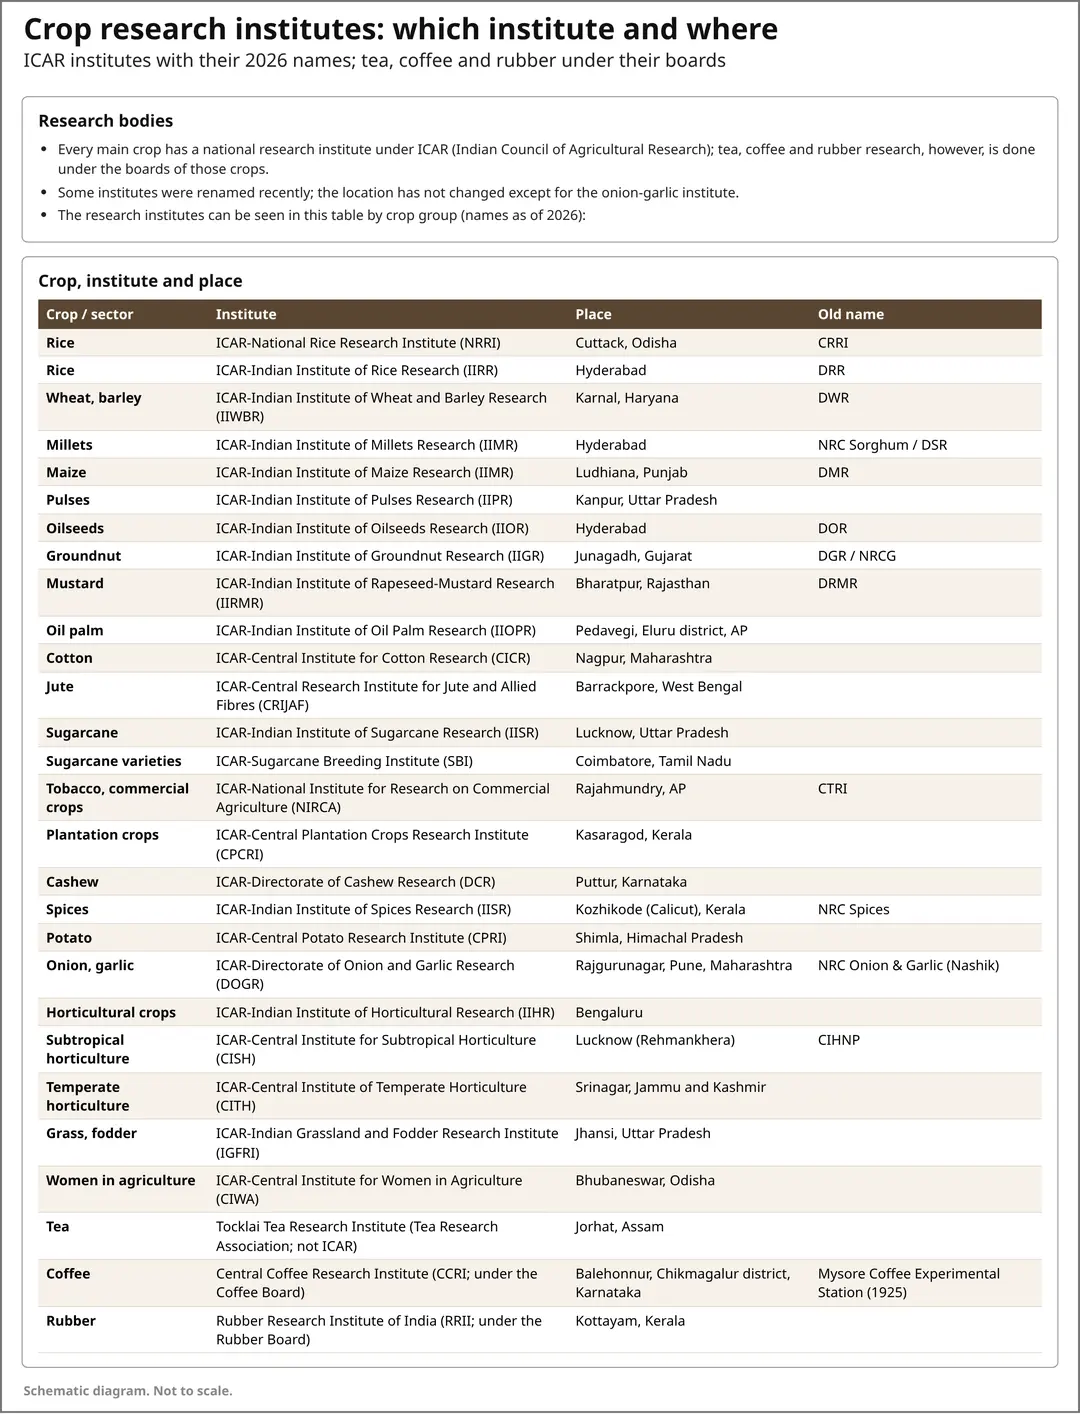 Crop research institutes: which institute and where
ICAR institutes with their 2026 names; tea, coffee and rubber under their boards
Research bodies
• Every main crop has a national research institute under ICAR (Indian Council of Agricultural Research); tea, coffee and rubber research, however, is done
under the boards of those crops.
• Some institutes were renamed recently; the location has not changed except for the onion-garlic institute.
• The research institutes can be seen in this table by crop group (names as of 2026):
Crop, institute and place
Crop / sector Institute Place Old name
Rice ICAR-National Rice Research Institute (NRRI) Cuttack, Odisha CRRI
Rice ICAR-Indian Institute of Rice Research (IIRR) Hyderabad DRR
Wheat, barley ICAR-Indian Institute of Wheat and Barley Research Karnal, Haryana DWR
(IIWBR)
Millets ICAR-Indian Institute of Millets Research (IIMR) Hyderabad NRC Sorghum / DSR
Maize ICAR-Indian Institute of Maize Research (IIMR) Ludhiana, Punjab DMR
Pulses ICAR-Indian Institute of Pulses Research (IIPR) Kanpur, Uttar Pradesh
Oilseeds ICAR-Indian Institute of Oilseeds Research (IIOR) Hyderabad DOR
Groundnut ICAR-Indian Institute of Groundnut Research (IIGR) Junagadh, Gujarat DGR / NRCG
Mustard ICAR-Indian Institute of Rapeseed-Mustard Research Bharatpur, Rajasthan DRMR
(IIRMR)
Oil palm ICAR-Indian Institute of Oil Palm Research (IIOPR) Pedavegi, Eluru district, AP
Cotton ICAR-Central Institute for Cotton Research (CICR) Nagpur, Maharashtra
Jute ICAR-Central Research Institute for Jute and Allied Barrackpore, West Bengal
Fibres (CRIJAF)
Sugarcane ICAR-Indian Institute of Sugarcane Research (IISR) Lucknow, Uttar Pradesh
Sugarcane varieties ICAR-Sugarcane Breeding Institute (SBI) Coimbatore, Tamil Nadu
Tobacco, commercial ICAR-National Institute for Research on Commercial Rajahmundry, AP CTRI
crops Agriculture (NIRCA)
Plantation crops ICAR-Central Plantation Crops Research Institute Kasaragod, Kerala
(CPCRI)
Cashew ICAR-Directorate of Cashew Research (DCR) Puttur, Karnataka
Spices ICAR-Indian Institute of Spices Research (IISR) Kozhikode (Calicut), Kerala NRC Spices
Potato ICAR-Central Potato Research Institute (CPRI) Shimla, Himachal Pradesh
Onion, garlic ICAR-Directorate of Onion and Garlic Research Rajgurunagar, Pune, Maharashtra NRC Onion & Garlic (Nashik)
(DOGR)
Horticultural crops ICAR-Indian Institute of Horticultural Research (IIHR) Bengaluru
Subtropical ICAR-Central Institute for Subtropical Horticulture Lucknow (Rehmankhera) CIHNP
horticulture (CISH)
Temperate ICAR-Central Institute of Temperate Horticulture Srinagar, Jammu and Kashmir
horticulture (CITH)
Grass, fodder ICAR-Indian Grassland and Fodder Research Institute Jhansi, Uttar Pradesh
(IGFRI)
Women in agriculture ICAR-Central Institute for Women in Agriculture Bhubaneswar, Odisha
(CIWA)
Tea Tocklai Tea Research Institute (Tea Research Jorhat, Assam
Association; not ICAR)
Coffee Central Coffee Research Institute (CCRI; under the Balehonnur, Chikmagalur district, Mysore Coffee Experimental
Coffee Board) Karnataka Station (1925)
Rubber Rubber Research Institute of India (RRII; under the Kottayam, Kerala
Rubber Board)
Schematic diagram. Not to scale.